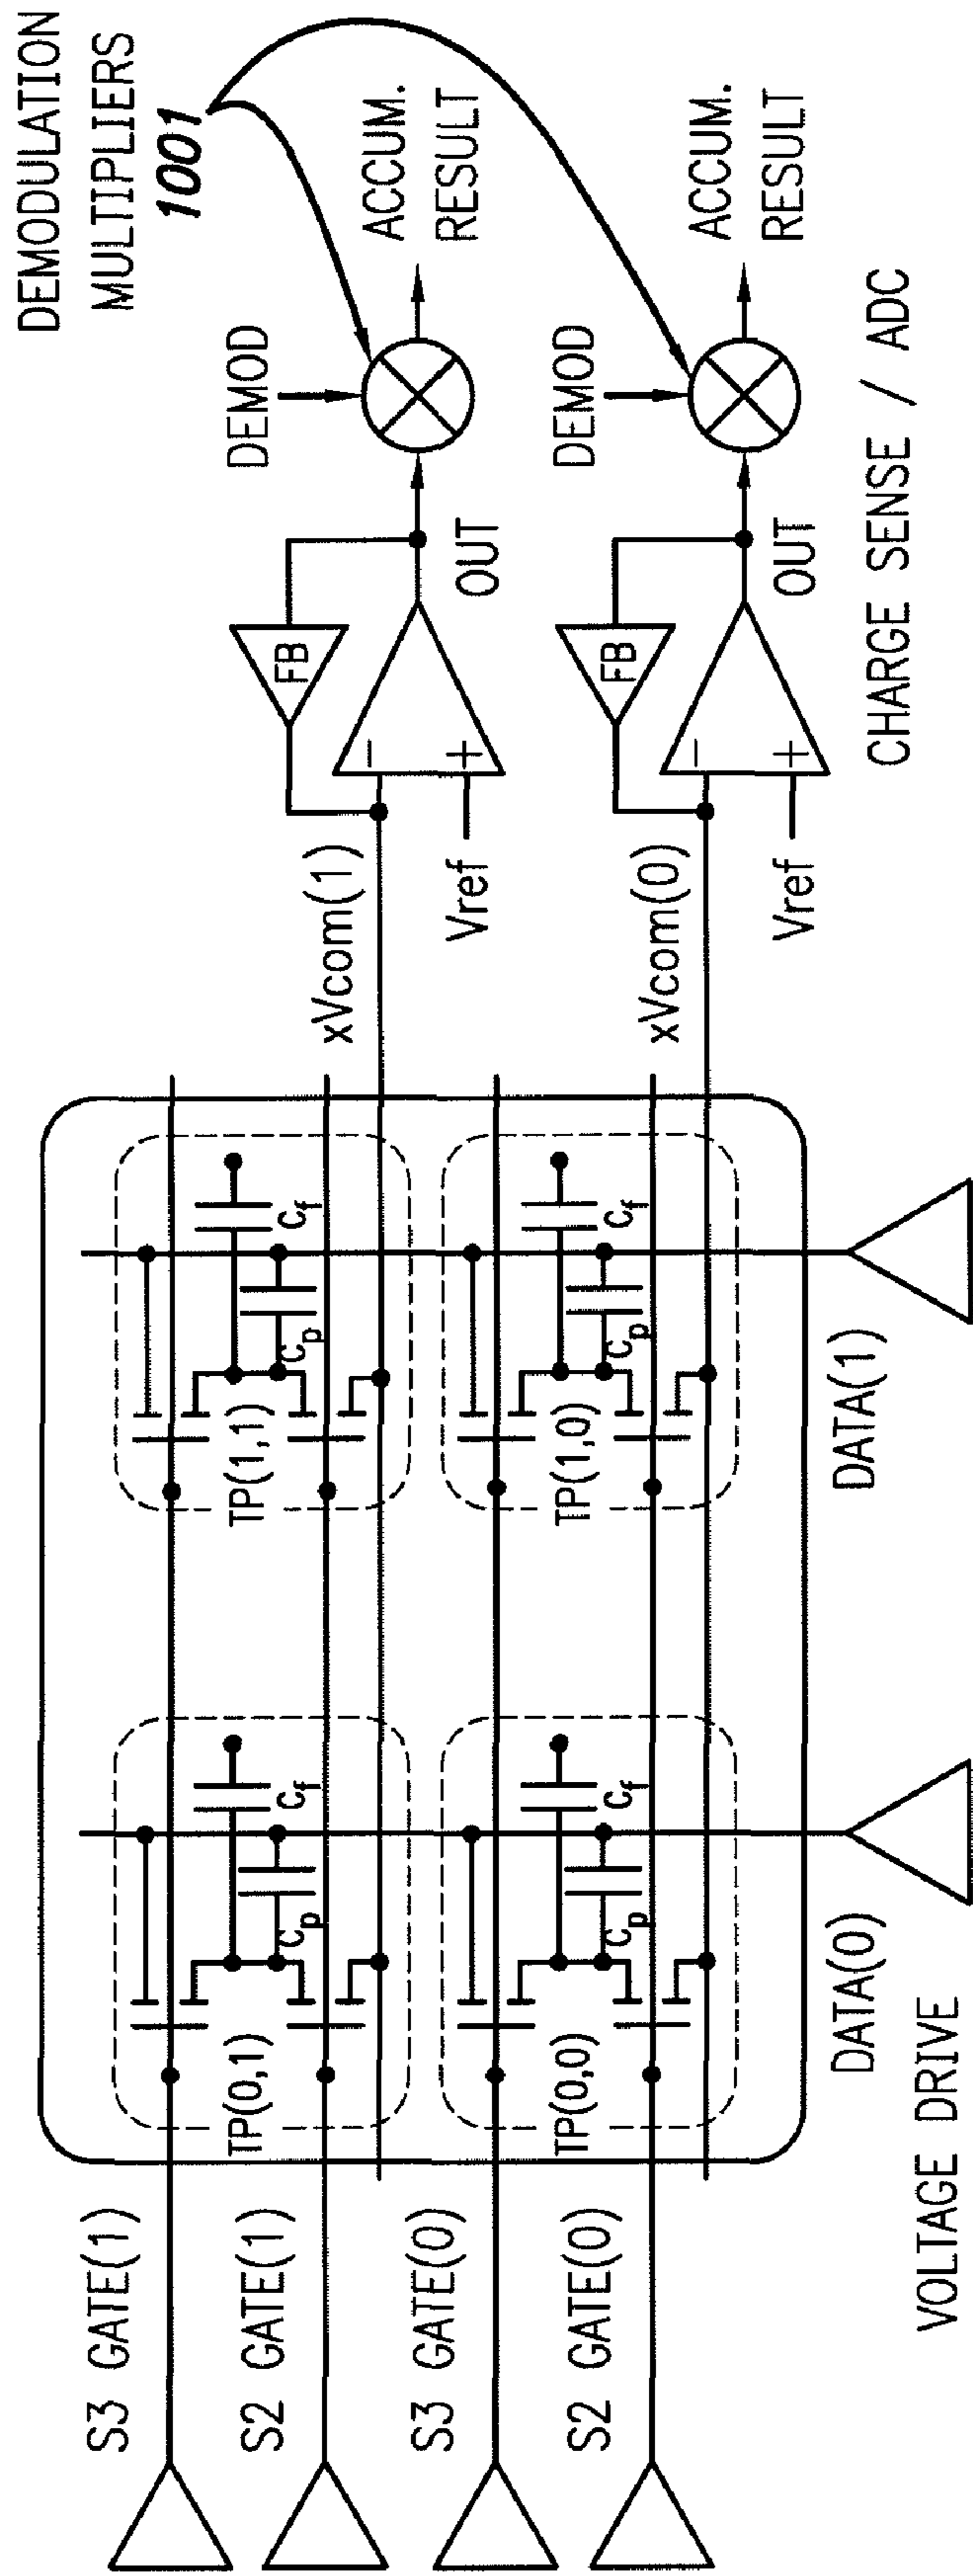 DEMODULATION
MULTIPLIERS
1001
DEMOD
ACCUM.
RESULT
FB
OUT
−
+
Vref
xVcom(1)
DEMOD
ACCUM.
RESULT
FB
OUT
−
+
Vref
xVcom(0)
CHARGE SENSE / ADC
S3 GATE(1)
S2 GATE(1)
S3 GATE(0)
S2 GATE(0)
TP(0,1)
Cp
Cf
TP(1,1)
Cp
Cf
TP(0,0)
Cp
Cf
TP(1,0)
Cp
Cf
DATA(0)
DATA(1)
VOLTAGE DRIVE